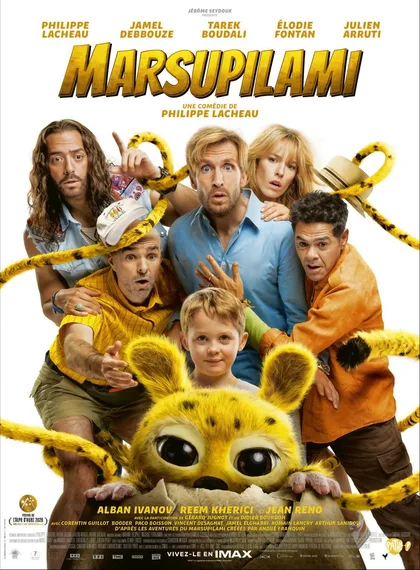 JÉRÔME SEYDOUX
PRÉSENTE
PHILIPPE LACHEAU
JAMEL DEBBOUZE
TAREK BOUDALI
ÉLODIE FONTAN
JULIEN ARRUTI
MARSUPILAMI
UNE COMÉDIE DE
PHILIPPE LACHEAU
ALBAN IVANOV REEM KHERICI ET JEAN RENO
AVEC LA PARTICIPATION DE GÉRARD JUGNOT ET DIDIER BOURDON
AVEC CORENTIN GUILLOT BODDER PACO BOISSON VINCENT DESAGNAT JAMEL ELGHARBI ROMAIN LANCRY ARTHUR SANIGOU
D'APRÈS LES AVENTURES DU MARSUPILAMI CRÉÉES PAR ANDRÉ FRANQUIN
VIVEZ-LE EN IMAX